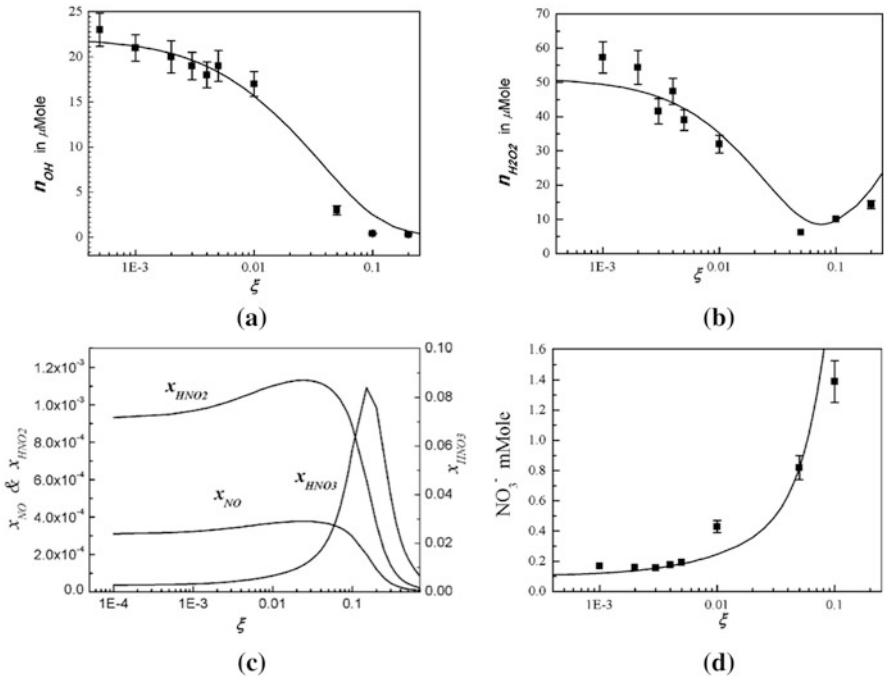 25
20
15
10
5
0
n_OH in μMole
1E-3 0.01 0.1
ξ
(a)
70
60
50
40
30
20
10
0
n_H2O2 in μMole
1E-3 0.01 0.1
ξ
(b)
1.2x10⁻³
1.0x10⁻³
8.0x10⁻⁴
6.0x10⁻⁴
4.0x10⁻⁴
2.0x10⁻⁴
0.0
x_NO & x_HNO2
x_HNO2
x_NO
x_HNO3
0.10
0.08
0.06
0.04
0.02
0.00
x_HNO3
1E-4 1E-3 0.01 0.1
ξ
(c)
1.6
1.4
1.2
1.0
0.8
0.6
0.4
0.2
0.0
NO₃⁻ mMole
1E-3 0.01 0.1
ξ
(d)